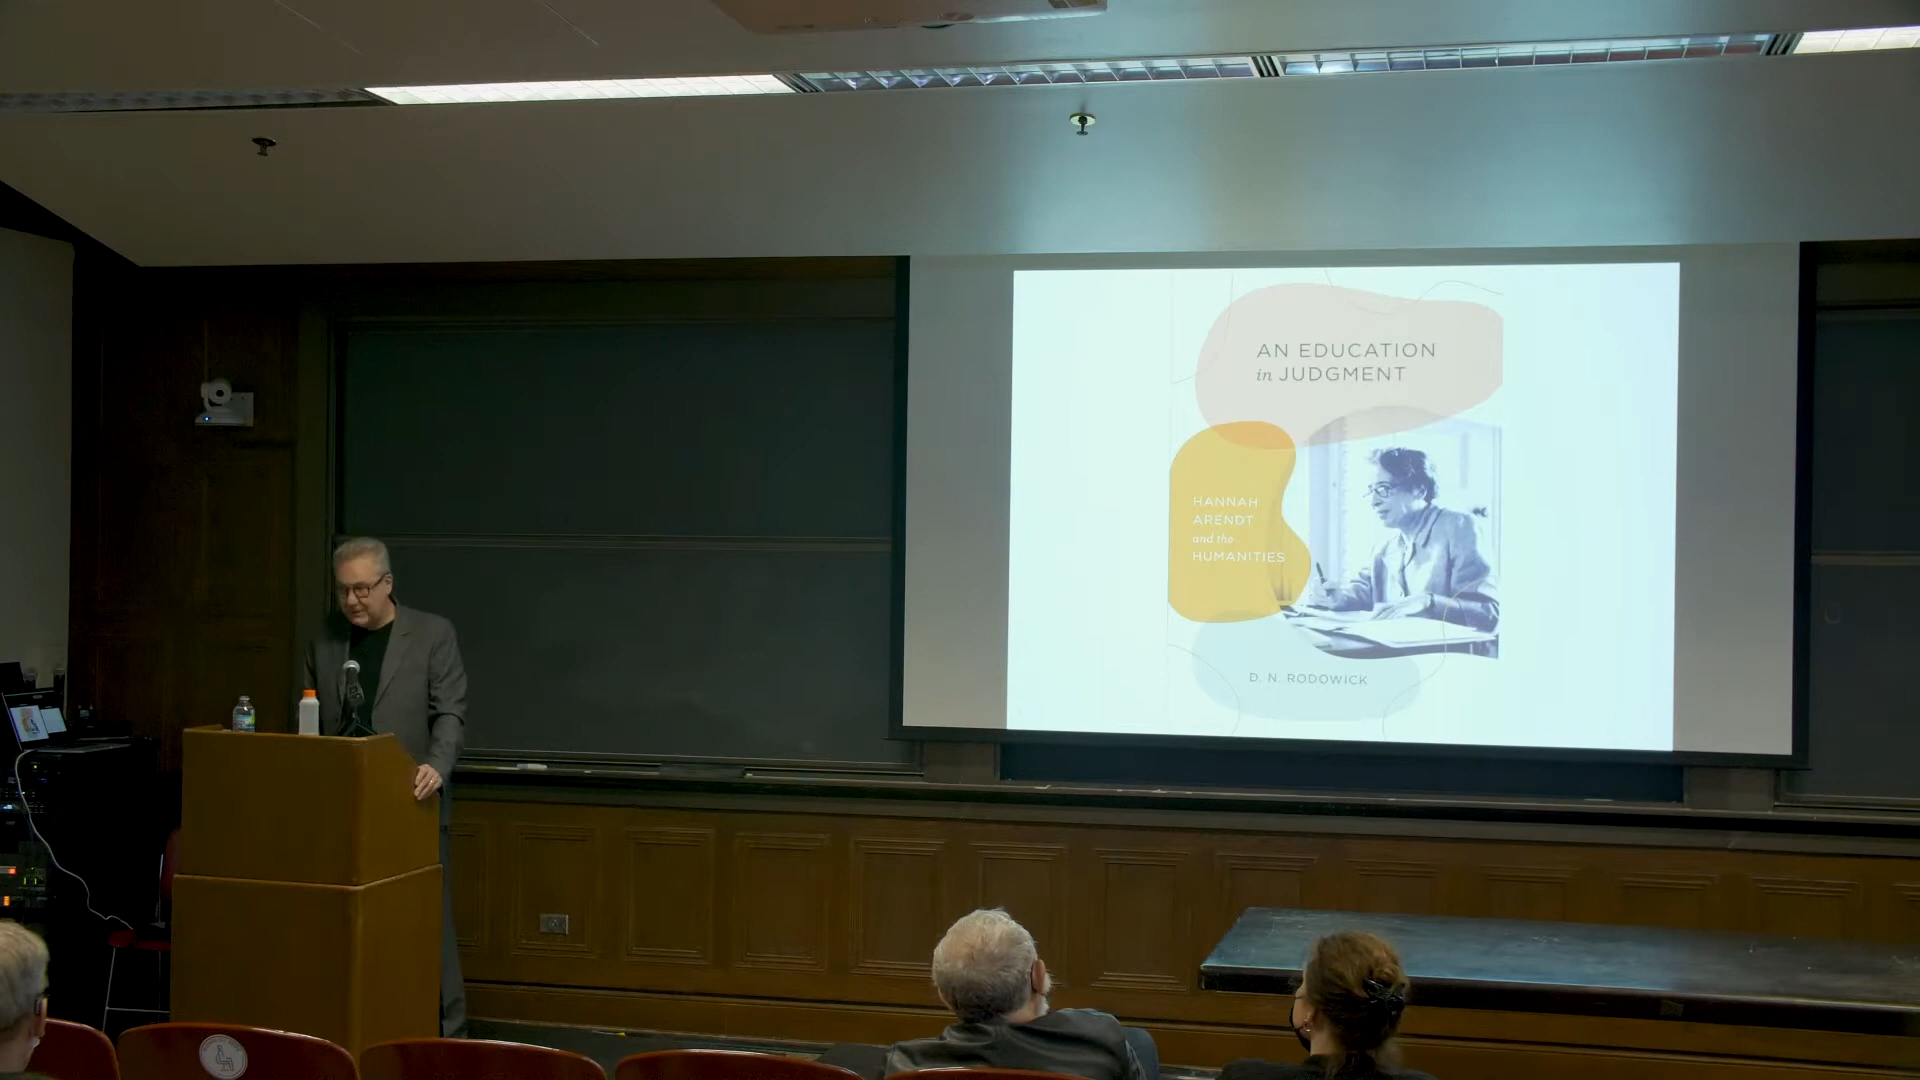 AN EDUCATION
in JUDGMENT
HANNAH
ARENDT
and the
HUMANITIES
D. N. RODOWICK